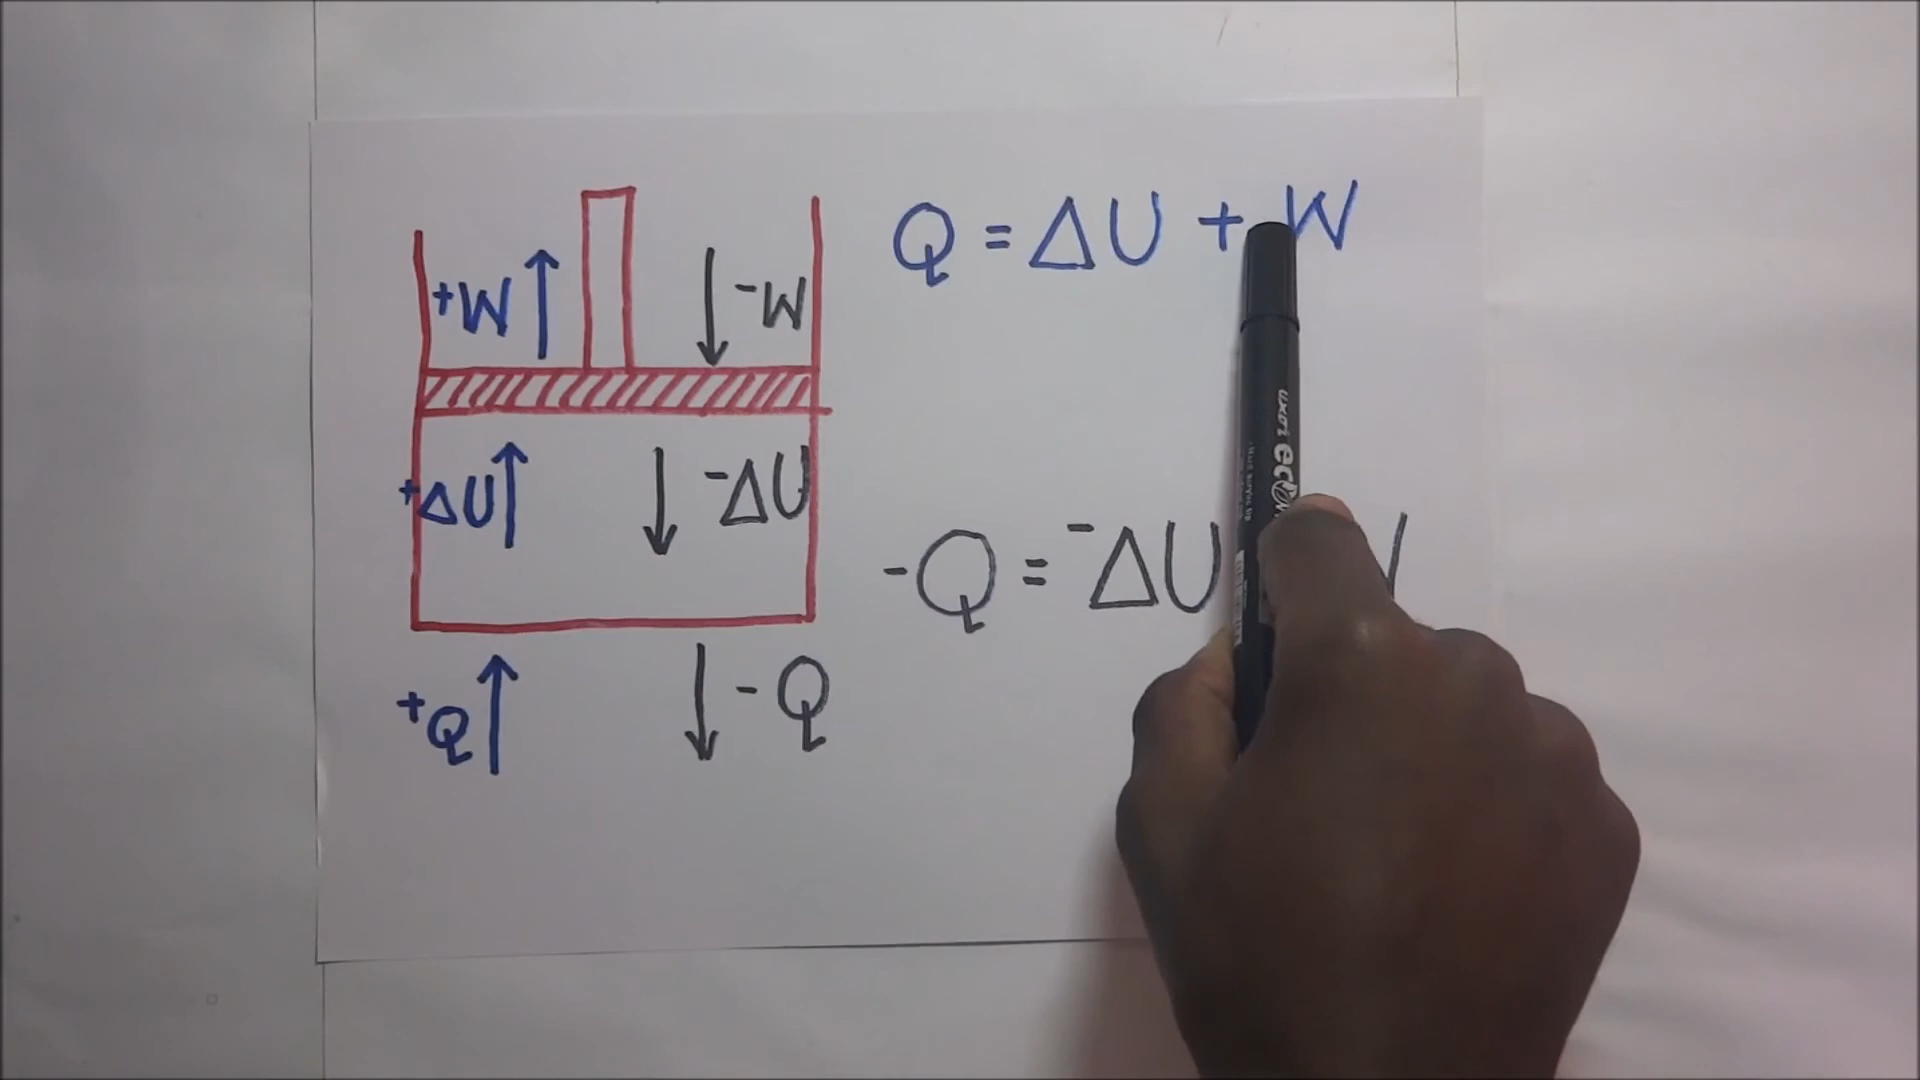 Q = ΔU + W
+W
-W
+ΔU
-ΔU
-Q = -ΔU
+Q
-Q